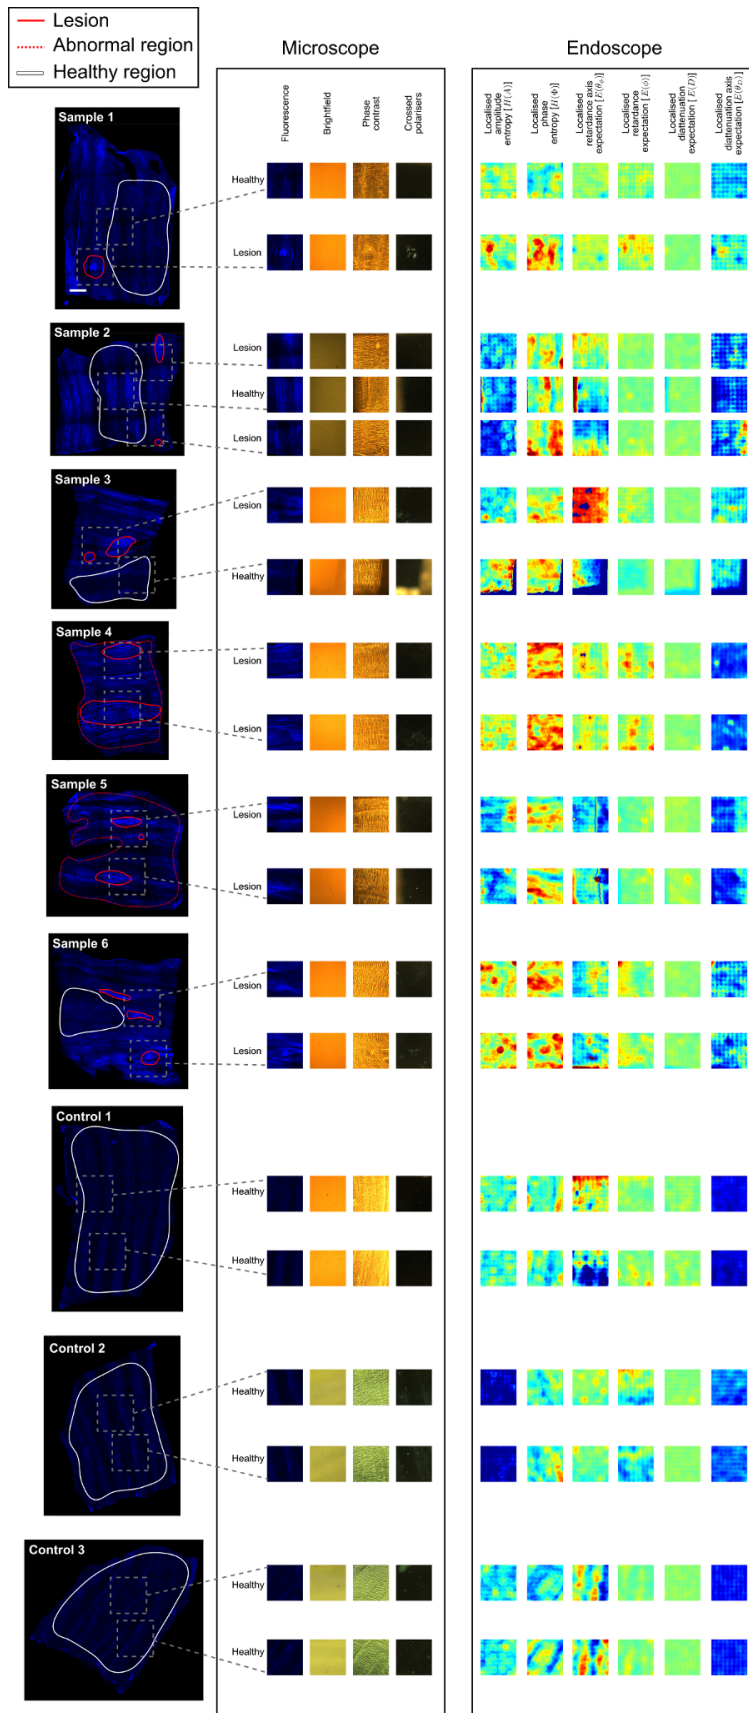 Lesion
Abnormal region
Healthy region
Microscope
Endoscope
Fluorescence
Brightfield
Phase
contrast
Crossed
polarisers
Localised
amplitude
entropy [H(A)]
Localised
phase
entropy [H(Φ)]
Localised
retardance axis
expectation [E(θ_ϕ)]
Localised
retardance
expectation [E(ϕ)]
Localised
diattenuation
expectation [E(D)]
Localised
diattenuation axis
expectation [E(θ_D)]
Sample 1
Healthy
Lesion
Sample 2
Lesion
Healthy
Lesion
Sample 3
Lesion
Healthy
Sample 4
Lesion
Lesion
Sample 5
Lesion
Lesion
Sample 6
Lesion
Lesion
Control 1
Healthy
Healthy
Control 2
Healthy
Healthy
Control 3
Healthy
Healthy